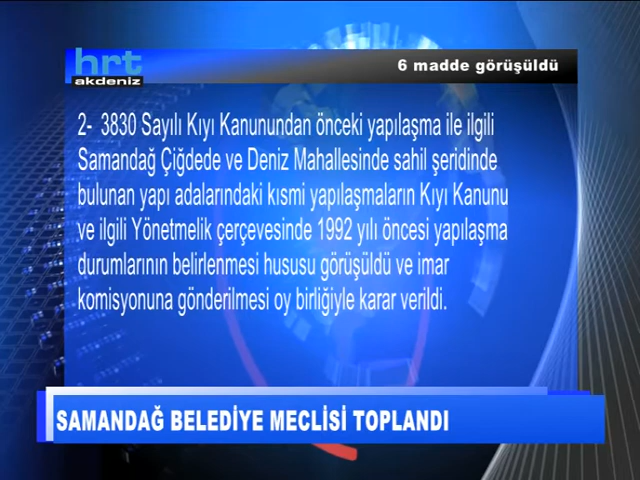 hrt
akdeniz
6 madde görüşüldü
2- 3830 Sayılı Kıyı Kanunundan önceki yapılaşma ile ilgili
Samandağ Çiğdede ve Deniz Mahallesinde sahil şeridinde
bulunan yapı adalarındaki kısmi yapılaşmaların Kıyı Kanunu
ve ilgili Yönetmelik çerçevesinde 1992 yılı öncesi yapılaşma
durumlarının belirlenmesi hususu görüşüldü ve imar
komisyonuna gönderilmesi oy birliğiyle karar verildi.
SAMANDAĞ BELEDİYE MECLİSİ TOPLANDI